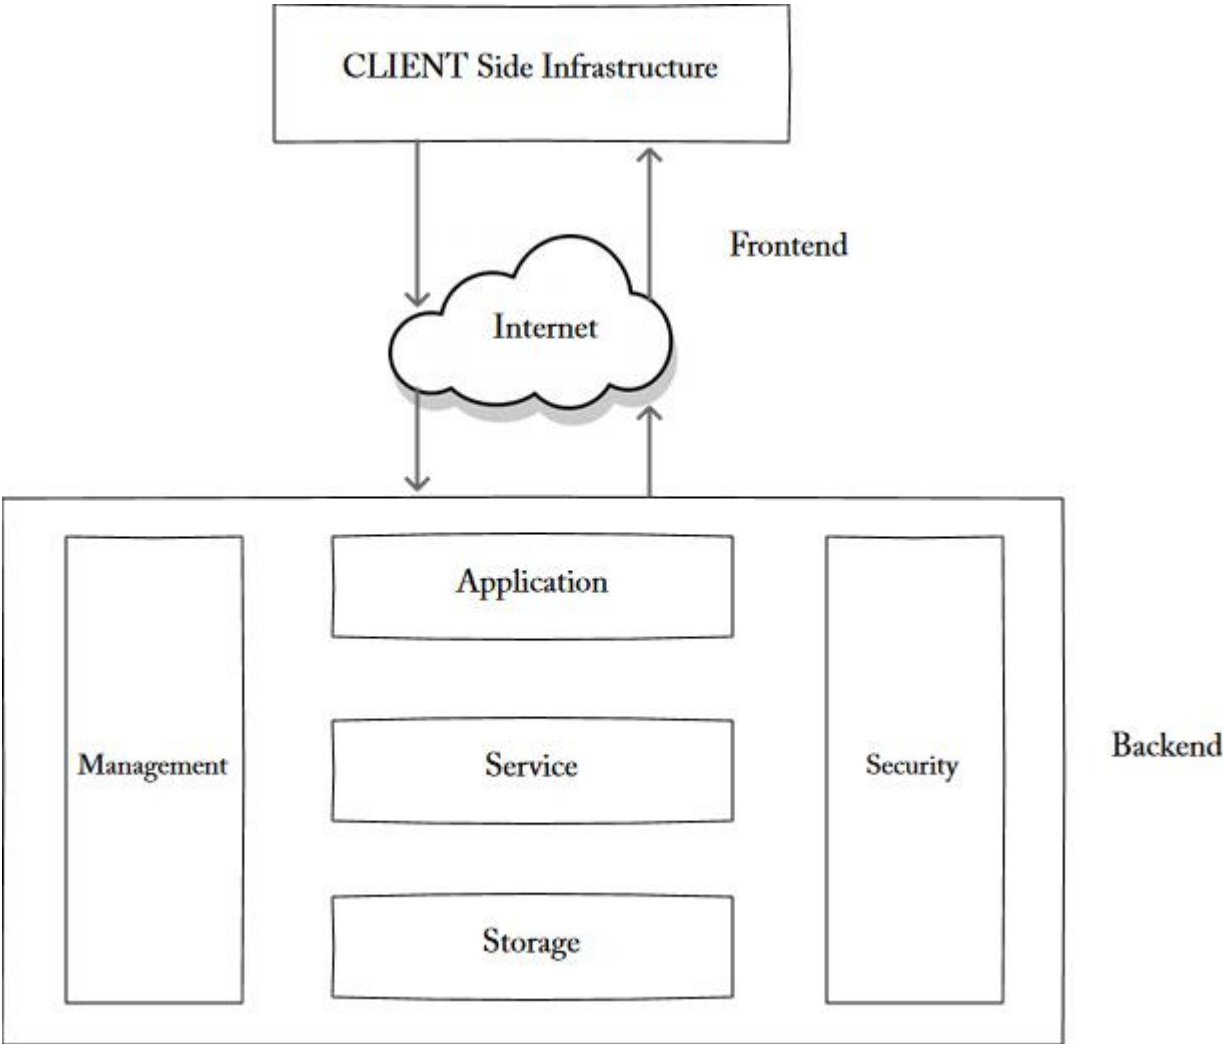 CLIENT Side Infrastructure
Frontend
Internet
Application
Management
Service
Security
Backend
Storage